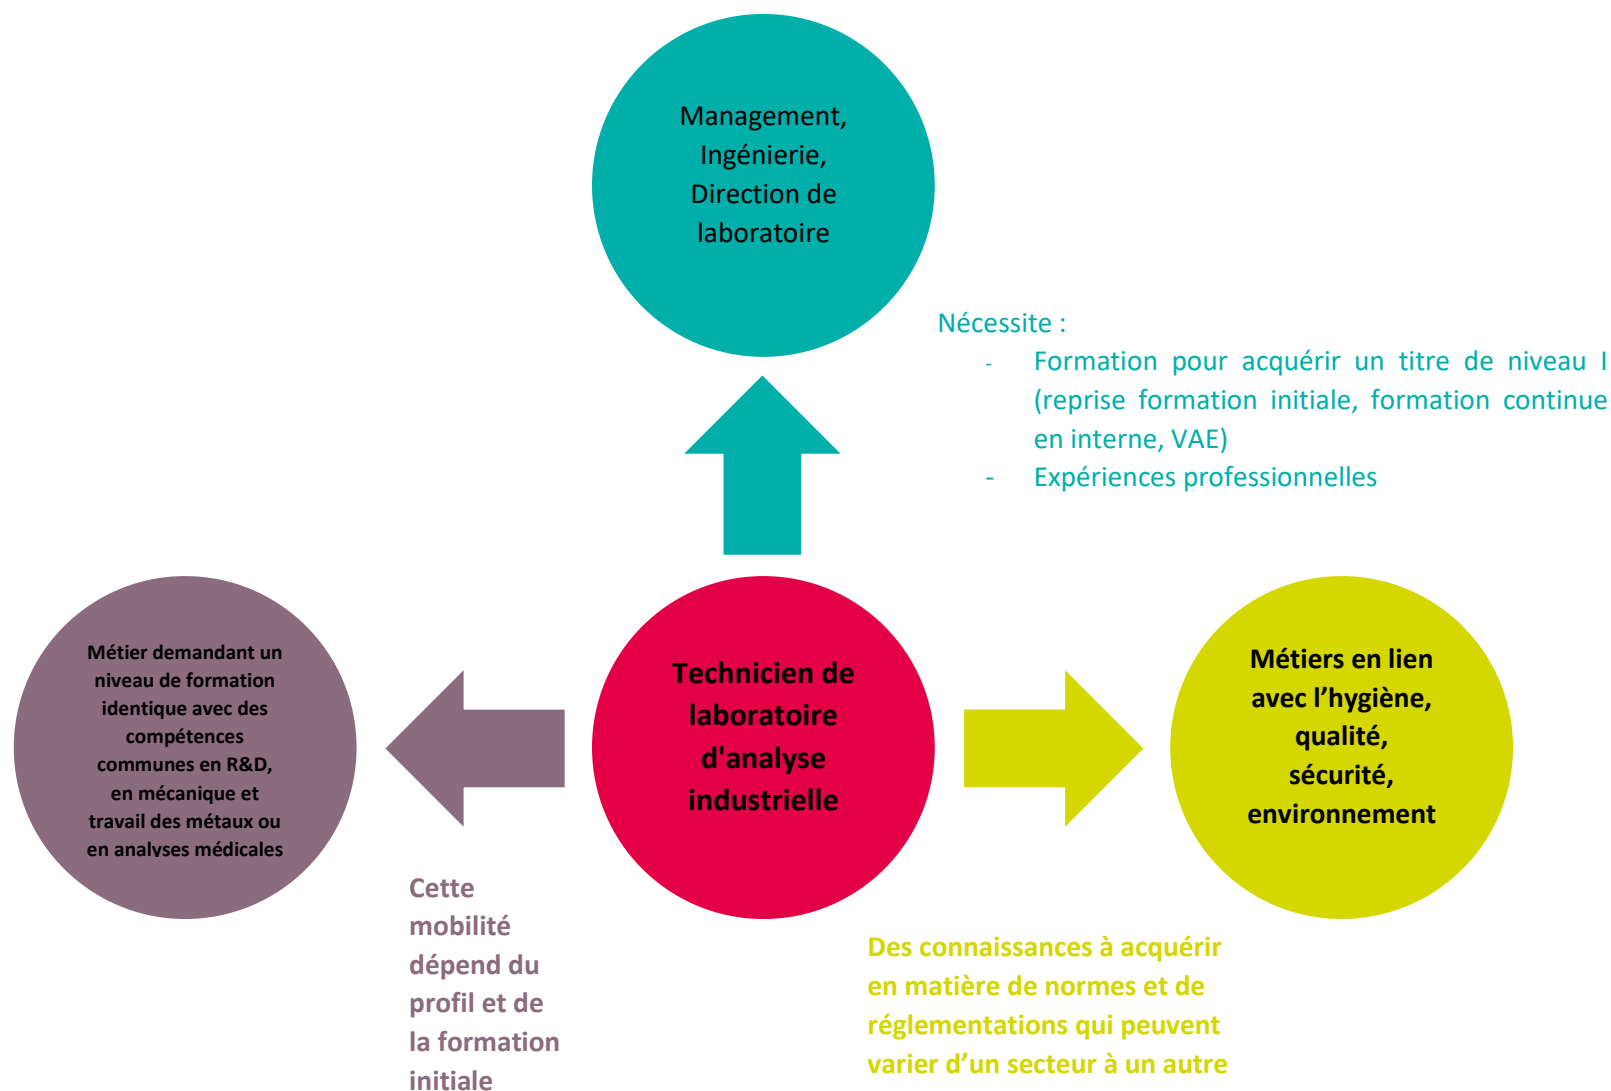 Management,
Ingénierie,
Direction de
laboratoire
Nécessite :
- Formation pour acquérir un titre de niveau I
(reprise formation initiale, formation continue
en interne, VAE)
- Expériences professionnelles
Métier demandant un
niveau de formation
identique avec des
compétences
communes en R&D,
en mécanique et
travail des métaux ou
en analyses médicales
Technicien de
laboratoire
d'analyse
industrielle
Métiers en lien
avec l’hygiène,
qualité,
sécurité,
environnement
Cette
mobilité
dépend du
profil et de
la formation
initiale
Des connaissances à acquérir
en matière de normes et de
réglementations qui peuvent
varier d’un secteur à un autre